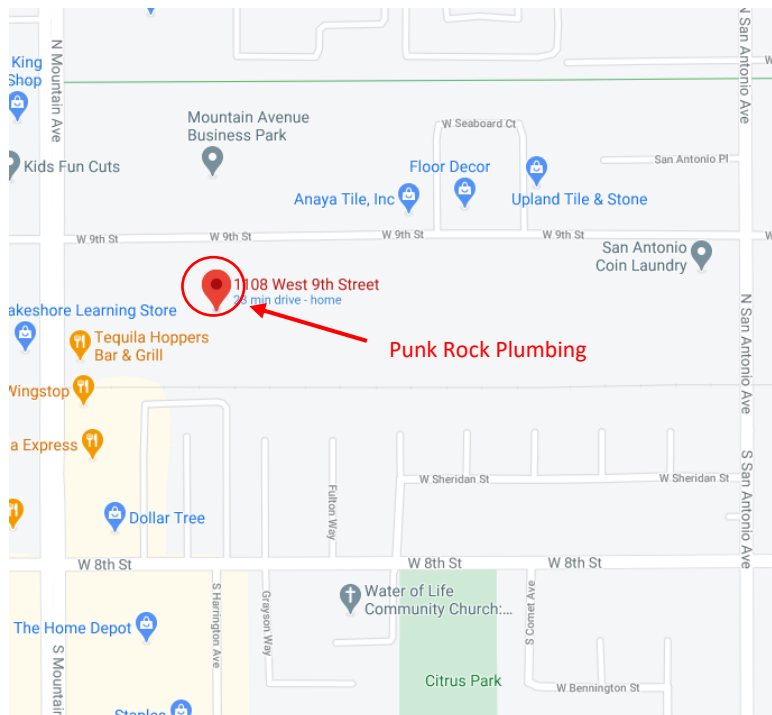 N Mountain Ave
N San Antonio Ave
King
Shop
W Seaboard Ct
Mountain Avenue
Business Park
Kids Fun Cuts
Floor Decor
San Antonio Pl
Anaya Tile, Inc
Upland Tile & Stone
W 9th St
W 9th St
W 9th St
W 9th St
San Antonio
Coin Laundry
1108 West 9th Street
23 min drive - home
akeshore Learning Store
Tequila Hoppers
Bar & Grill
Punk Rock Plumbing
N San Antonio Ave
Wingstop
a Express
W Sheridan St
W Sheridan St
S San Antonio Ave
Fulton Way
Dollar Tree
W 8th St
W 8th St
W 8th St
S Harrington Ave
Grayson Way
Water of Life
Community Church:...
S Comet Ave
The Home Depot
S Mountain
Citrus Park
W Bennington St
Staples